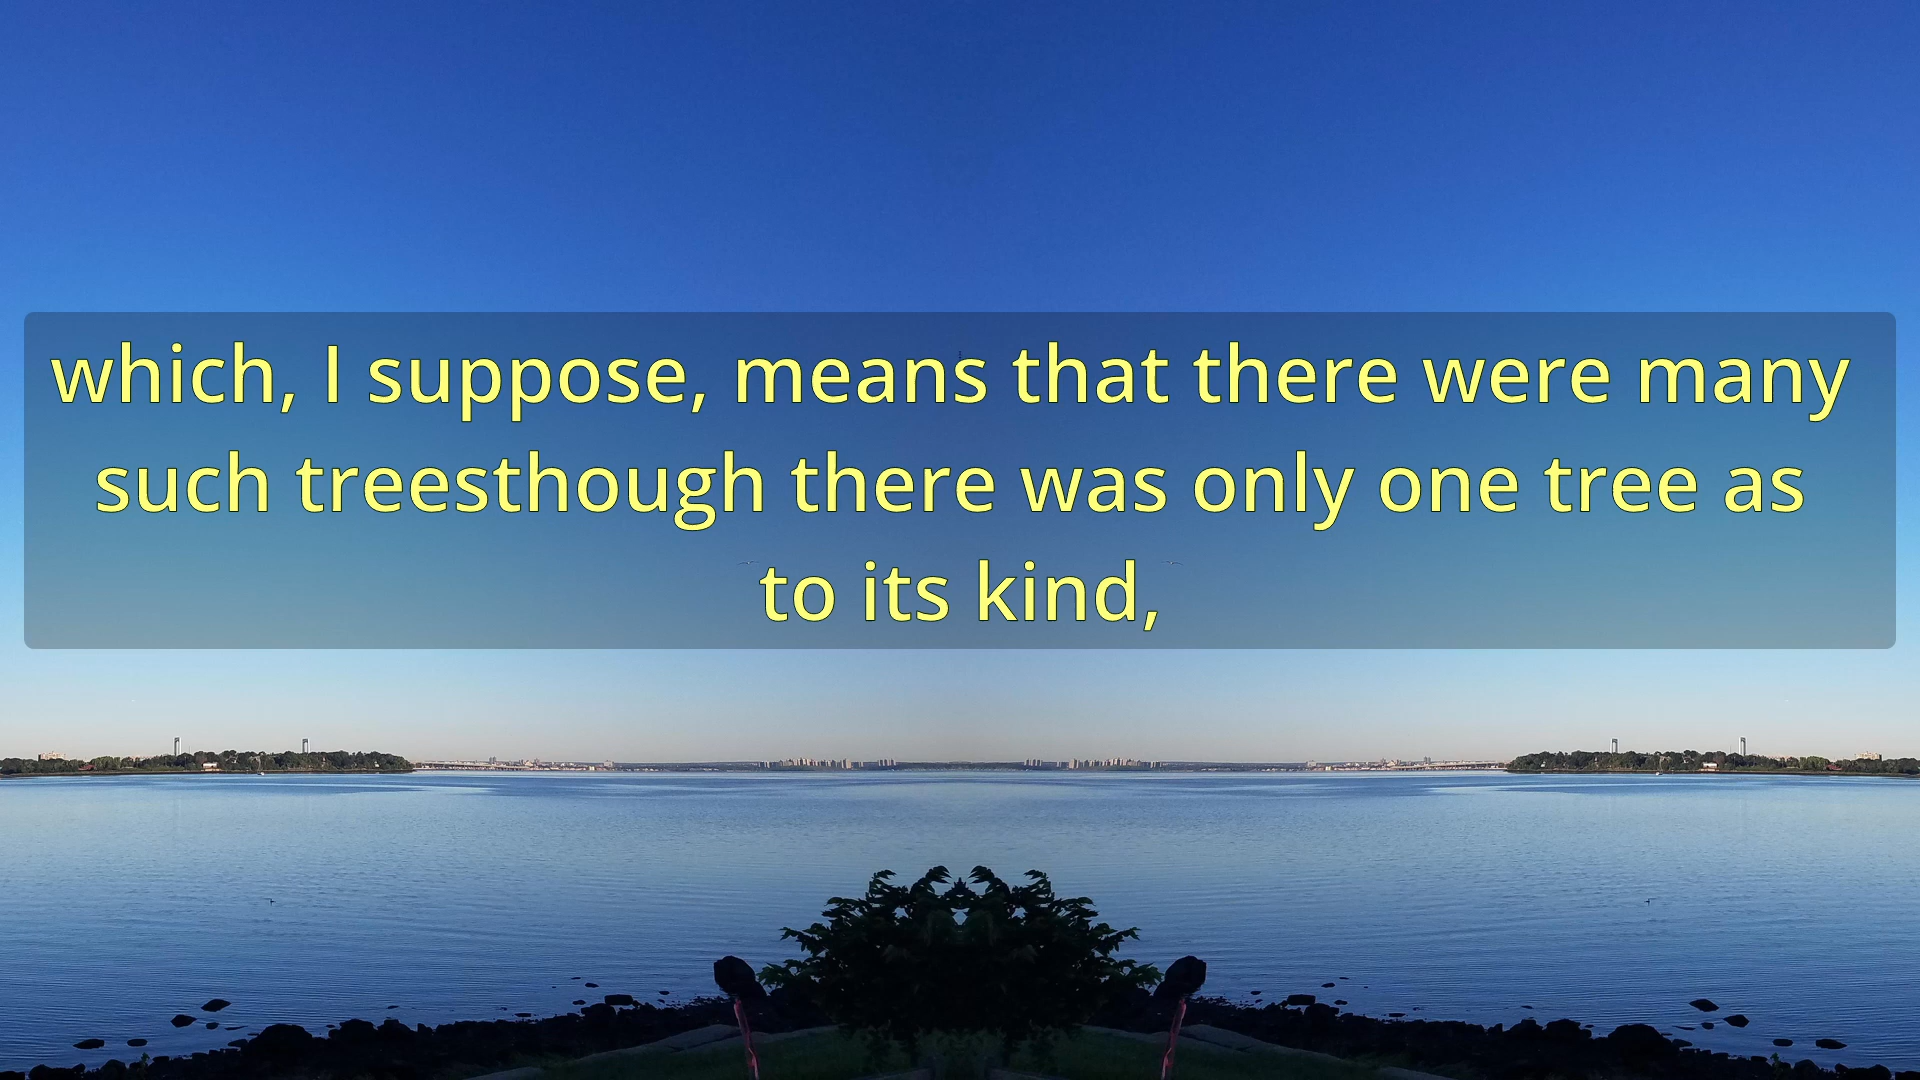 which, I suppose, means that there were many
such treesthough there was only one tree as
to its kind,